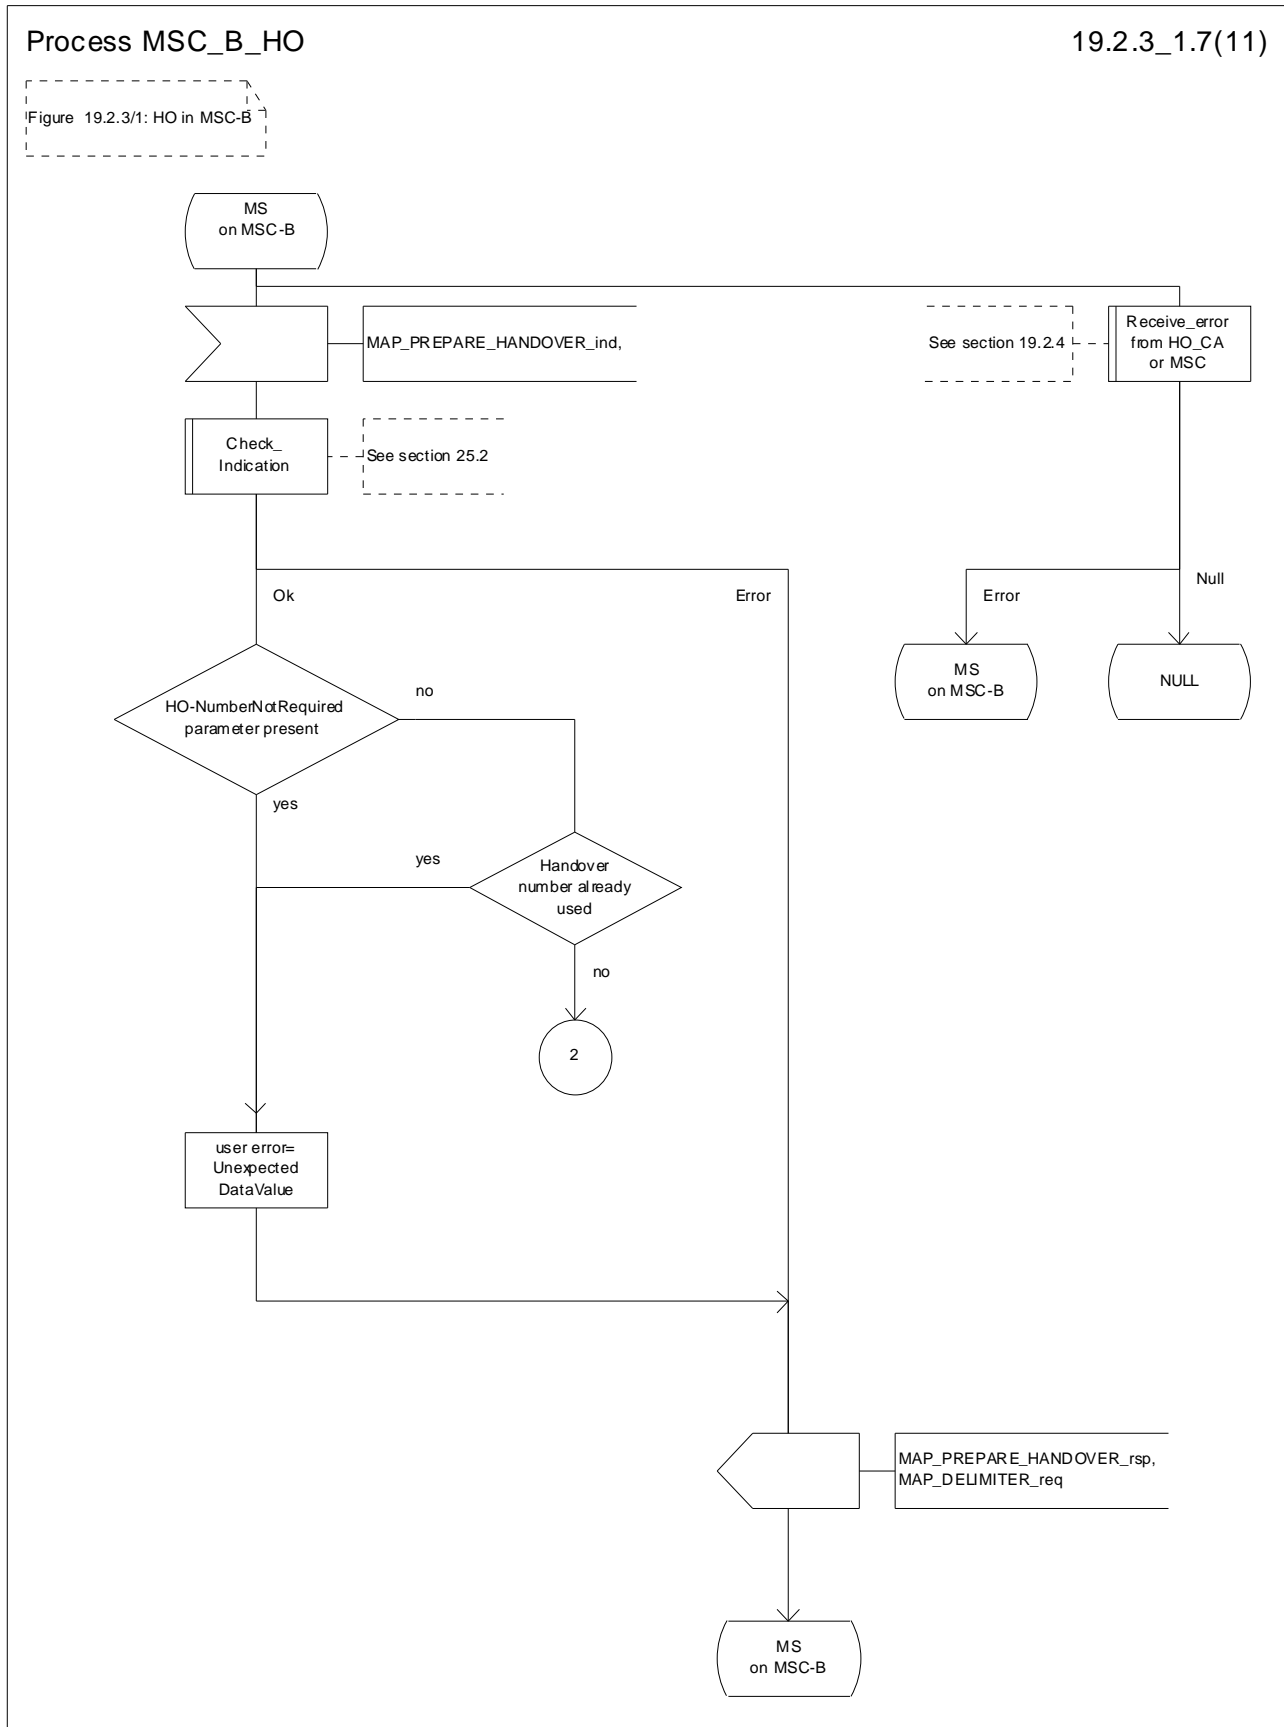 Process MSC_B_HO
19.2.3_1.7(11)
Figure 19.2.3/1: HO in MSC-B
MS
on MSC-B
MAP_PREPARE_HANDOVER_ind,
See section 19.2.4
Receive_error
from HO_CA
or MSC
Check_
Indication
See section 25.2
Ok
Error
Error
Null
MS
on MSC-B
NULL
HO-NumberNotRequired
parameter present
no
yes
yes
Handover
number already
used
no
2
user error=
Unexpected
DataValue
MAP_PREPARE_HANDOVER_rsp,
MAP_DELIMITER_req
MS
on MSC-B